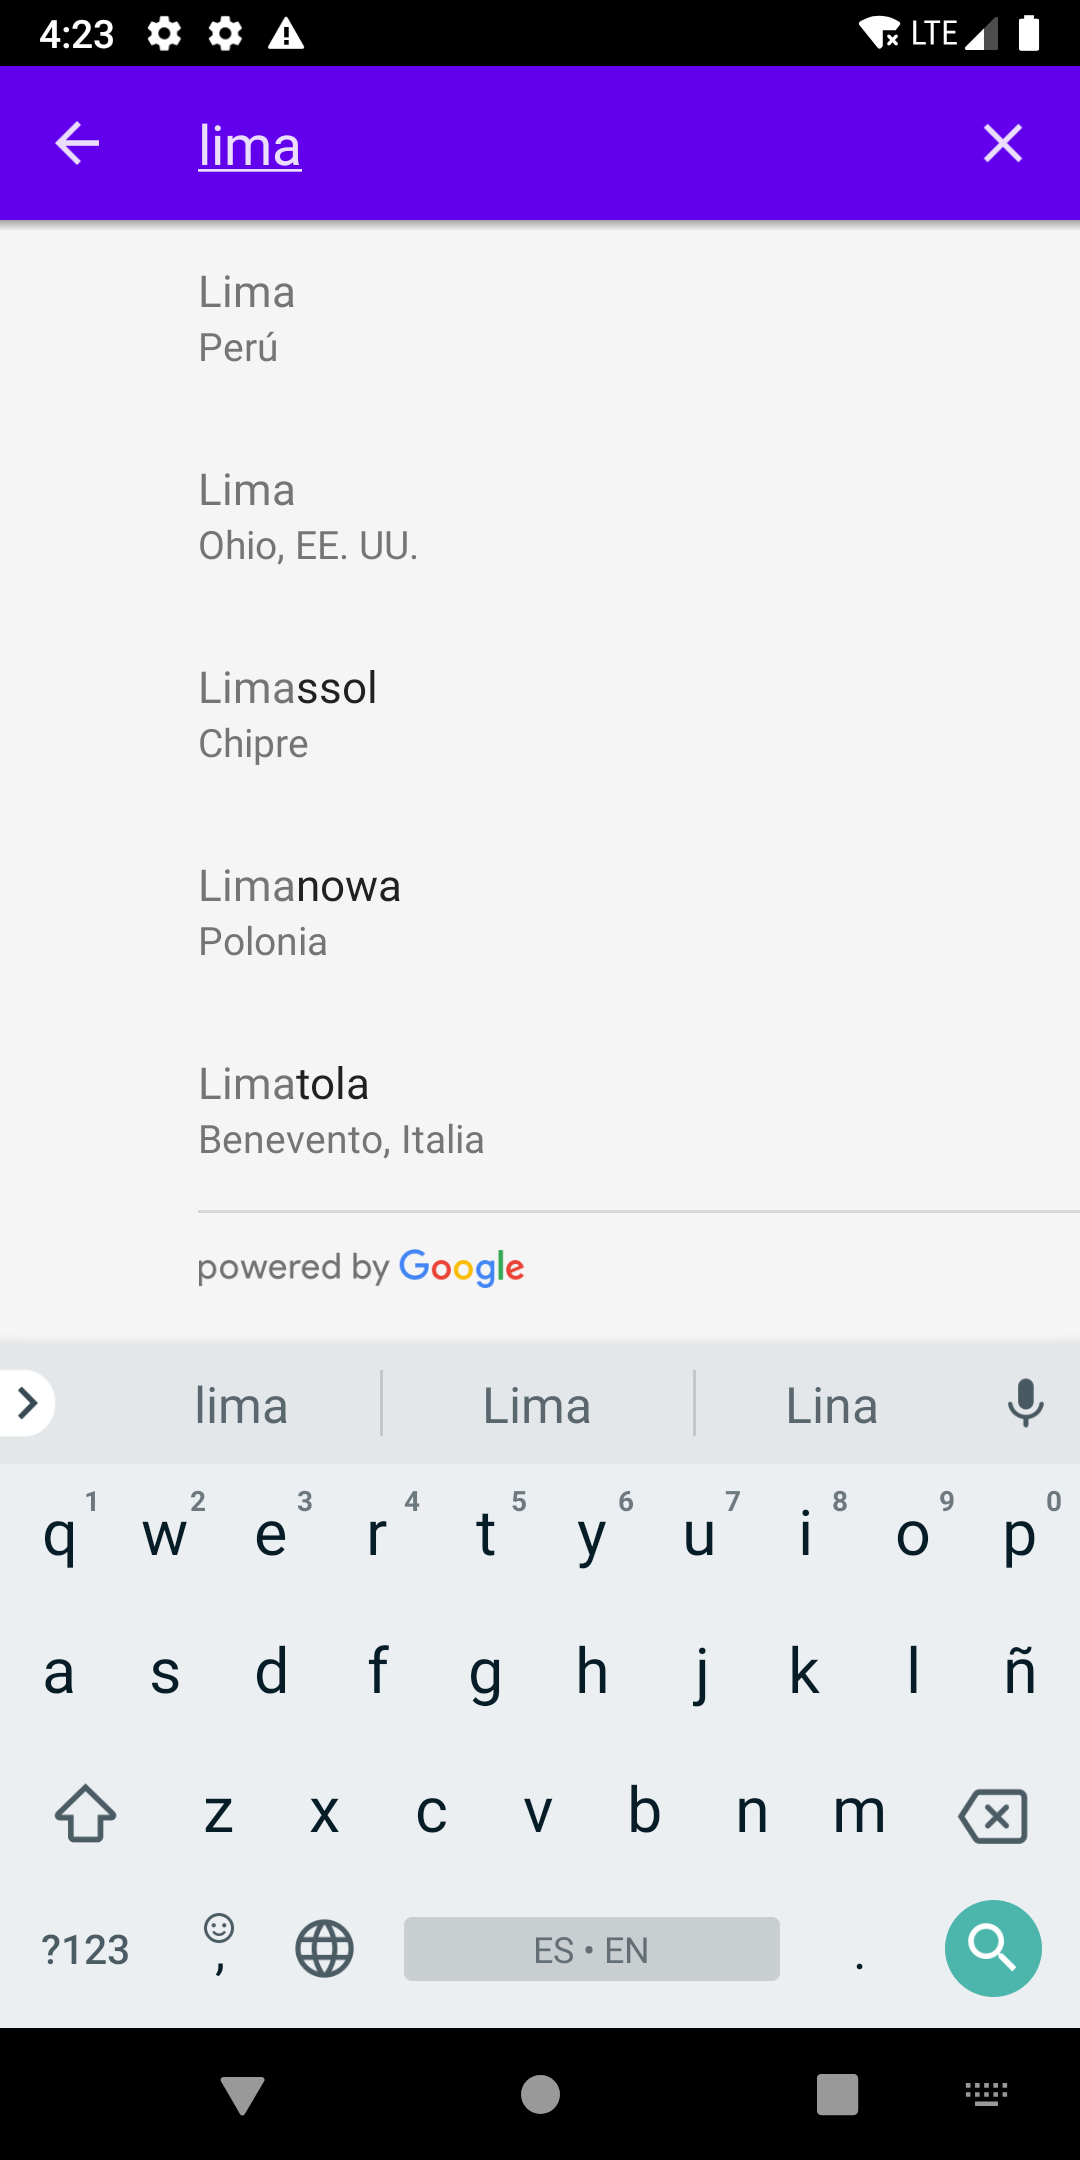 4:23 LTE
lima
Lima
Perú
Lima
Ohio, EE. UU.
Limassol
Chipre
Limanowa
Polonia
Limatola
Benevento, Italia
powered by Google
lima Lima Lina
1 2 3 4 5 6 7 8 9 0
q w e r t y u i o p
a s d f g h j k l ñ
z x c v b n m
?123 , ES • EN .